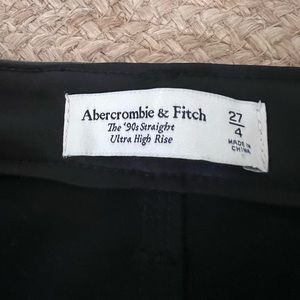 Abercrombie & Fitch
The '90s Straight
Ultra High Rise
27
4
MADE IN
CHINA